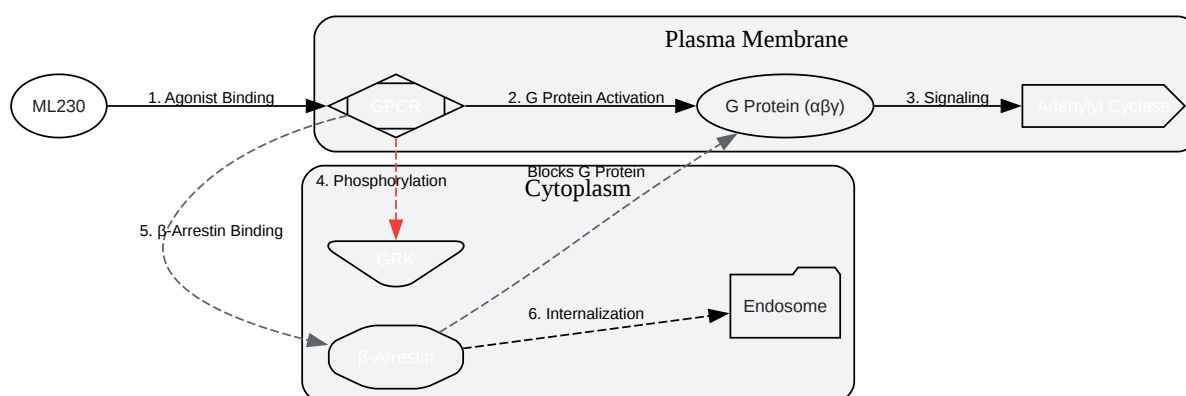 Plasma Membrane
ML230
1. Agonist Binding
GPCR
2. G Protein Activation
G Protein (αβγ)
3. Signaling
Adenylyl Cyclase
4. Phosphorylation
Blocks G Protein
Cytoplasm
5. β-Arrestin Binding
GRK
6. Internalization
Endosome
β-Arrestin